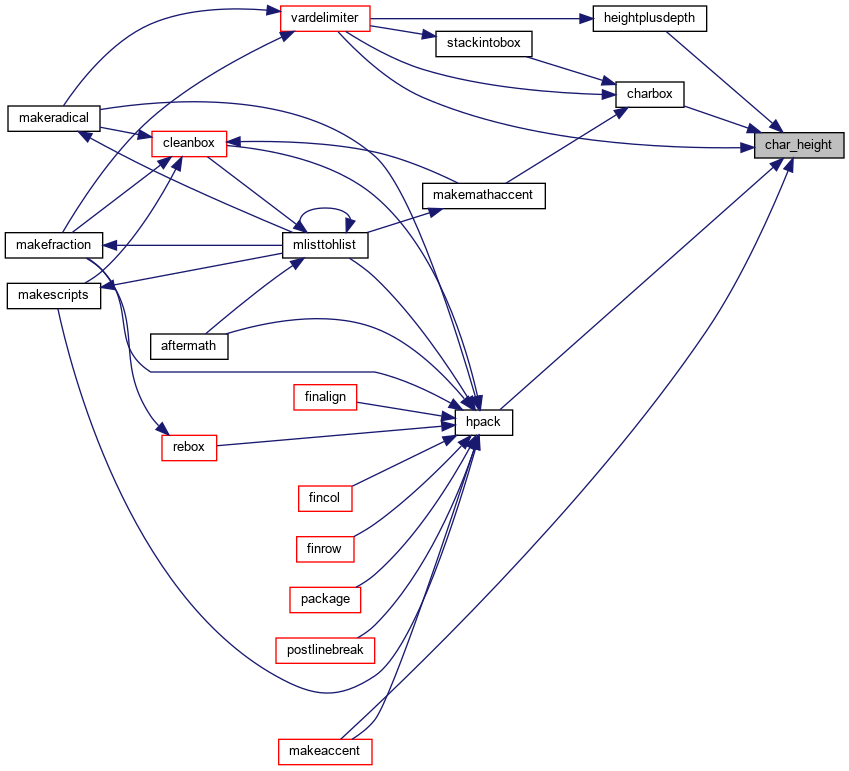 vardelimiter
heightplusdepth
stackintobox
charbox
makeradical
cleanbox
char_height
makemathaccent
makefraction
mlisttohlist
makescripts
aftermath
finalign
hpack
rebox
fincol
finrow
package
postlinebreak
makeaccent